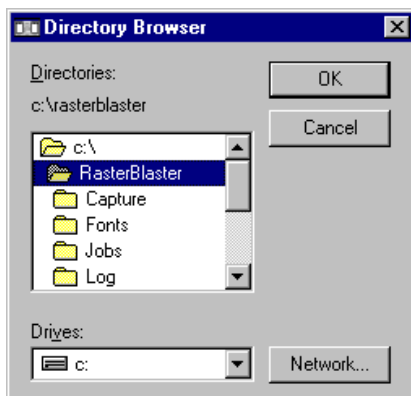 Directory Browser
Directories:
c:\rasterblaster
OK
Cancel
c:\
RasterBlaster
Capture
Fonts
Jobs
Log
Drives:
c:
Network...